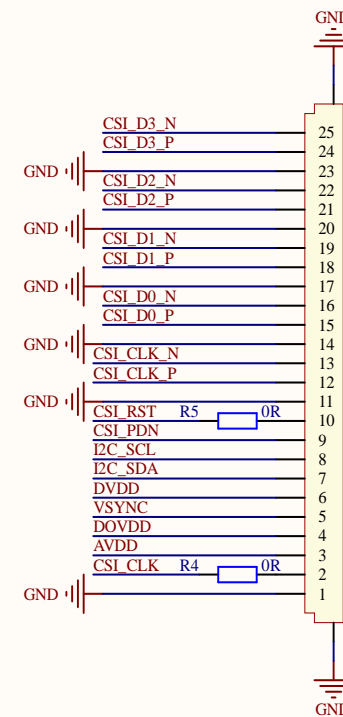 GND
CSI_D3_N 25
CSI_D3_P 24
GND 23
CSI_D2_N 22
CSI_D2_P 21
GND 20
CSI_D1_N 19
CSI_D1_P 18
GND 17
CSI_D0_N 16
CSI_D0_P 15
GND 14
CSI_CLK_N 13
CSI_CLK_P 12
GND 11
CSI_RST R5 0R 10
CSI_PDN 9
I2C_SCL 8
I2C_SDA 7
DVDD 6
VSYNC 5
DOVDD 4
AVDD 3
CSI_CLK R4 0R 2
GND 1
GND